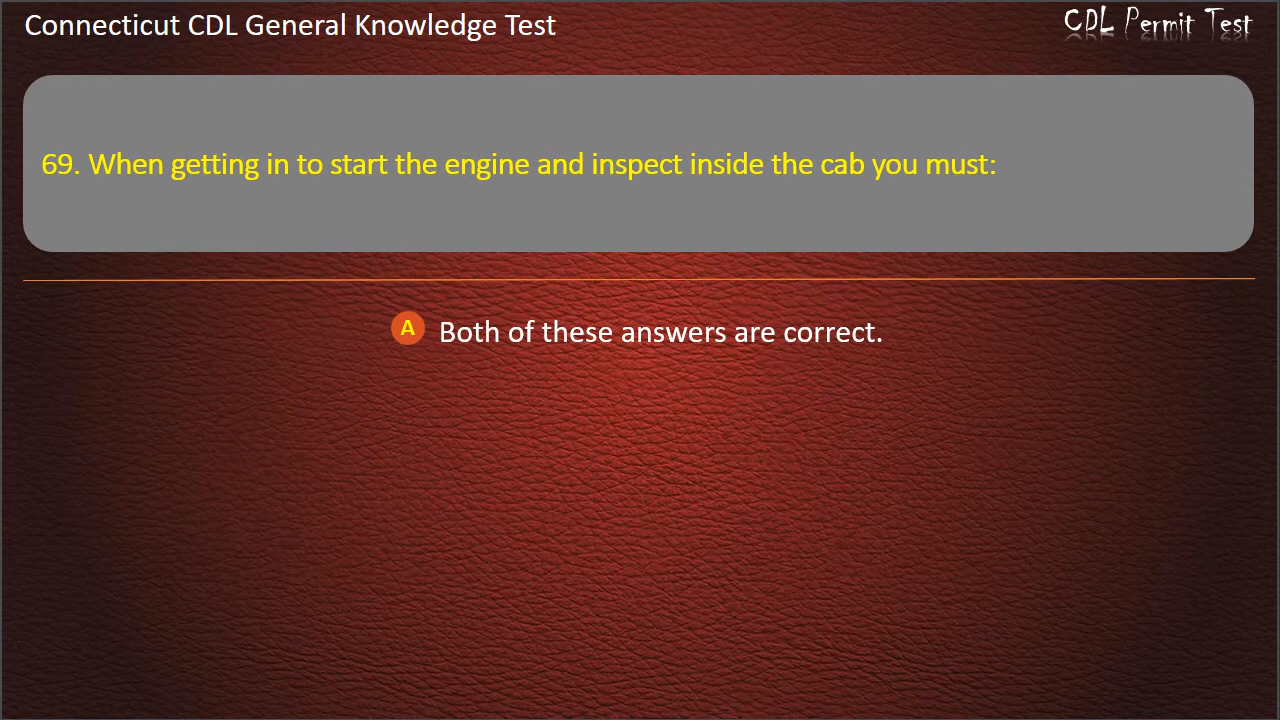 Connecticut CDL General Knowledge Test
CDL Permit Test
69. When getting in to start the engine and inspect inside the cab you must:
A Both of these answers are correct.